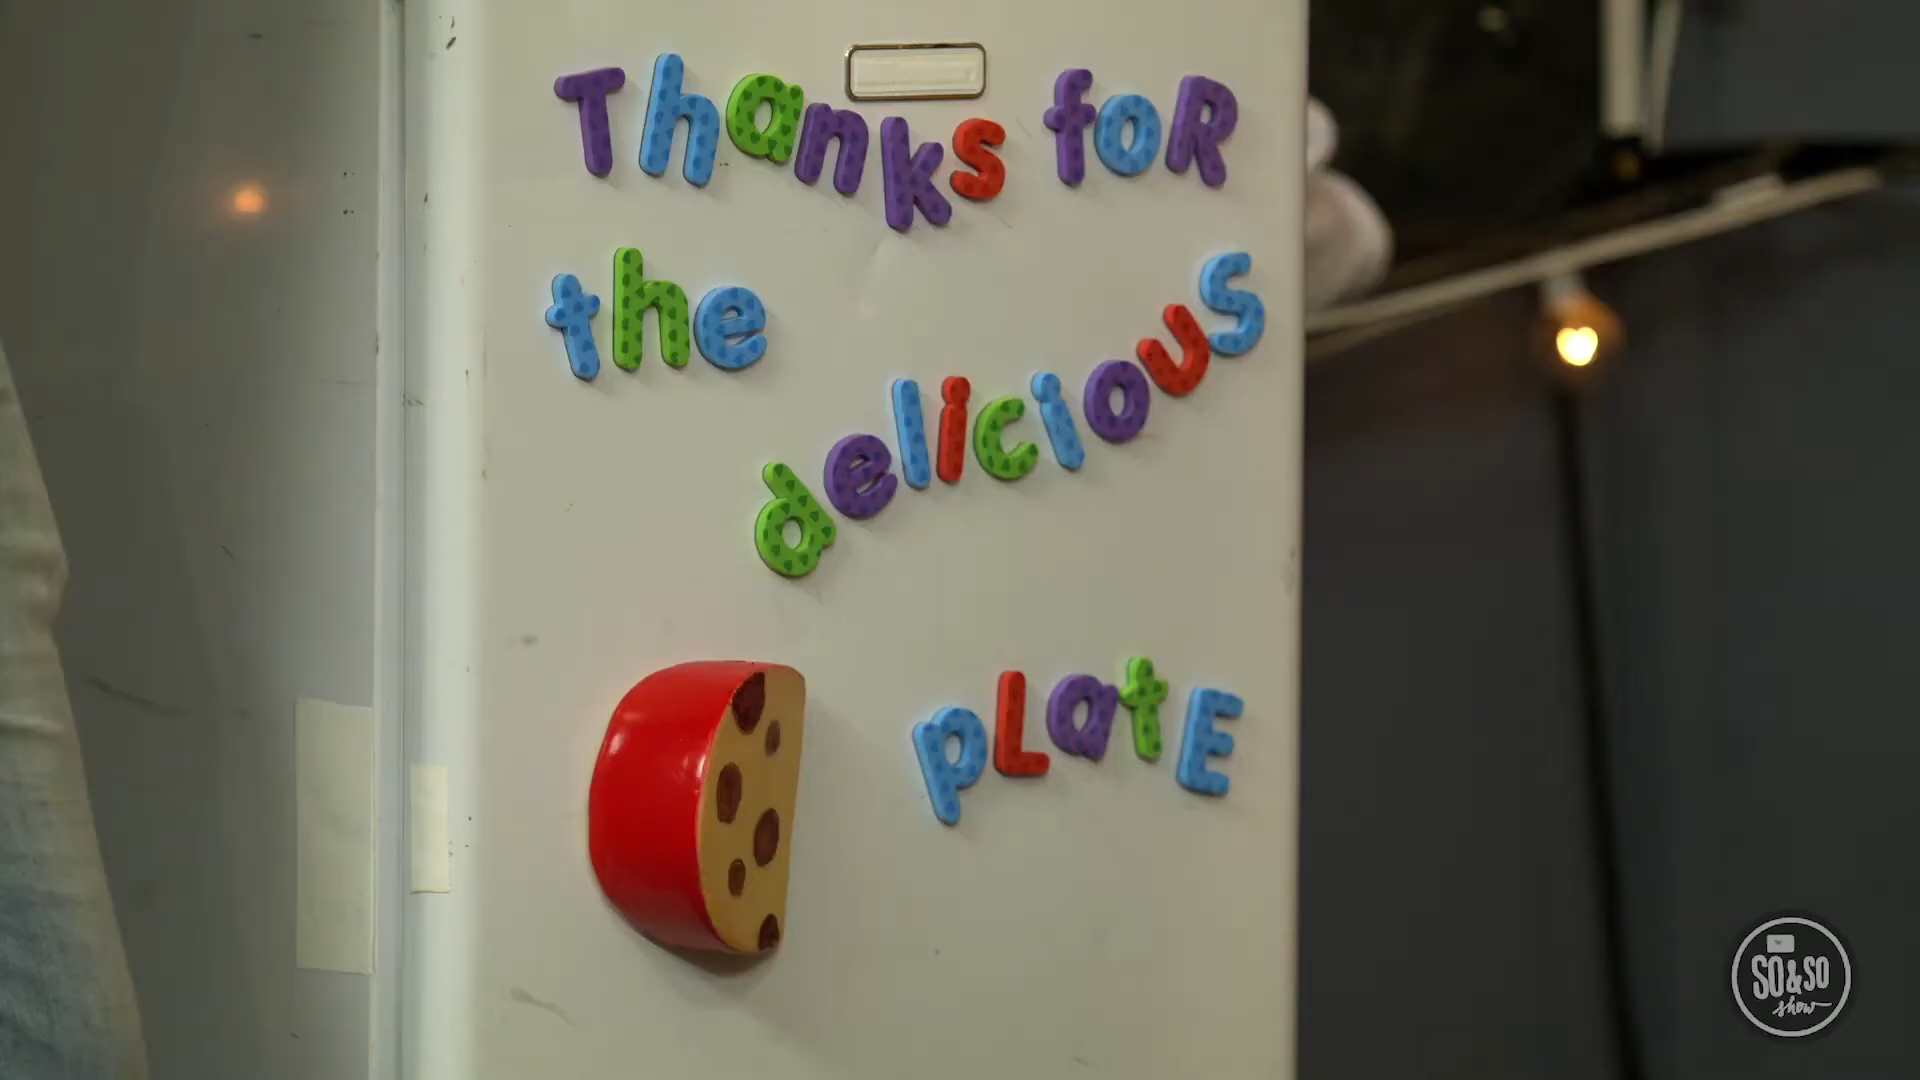 Thanks foR
the
delicious
pLatE
SO & SO
show